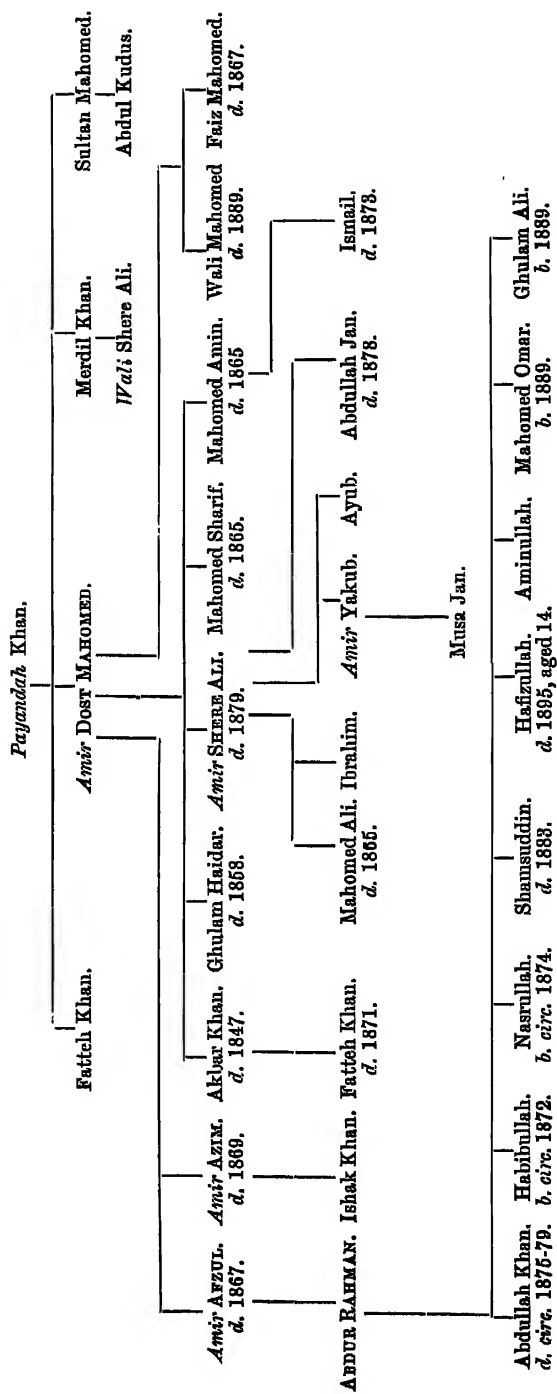 Payandah Khan.
Fatteh Khan.
Amir DOST MAHOMED.
Merdil Khan.
Sultan Mahomed.
Wali Shere Ali.
Abdul Kudus.
Amir AFZUL.
d. 1867.
Amir AZIM.
d. 1869.
Akbar Khan.
d. 1847.
Ghulam Haidar.
d. 1858.
Amir SHERE ALI.
d. 1879.
Mahomed Sharif.
d. 1865.
Mahomed Amin.
d. 1865
Wali Mahomed
d. 1889.
Faiz Mahomed.
d. 1867.
ABDUR RAHMAN.
Ishak Khan.
Fatteh Khan.
d. 1871.
Mahomed Ali.
d. 1865.
Ibrahim.
Amir Yakub.
Ayub.
Abdullah Jan.
d. 1878.
Ismail.
d. 1878.
Musa Jan.
Abdullah Khan.
d. circ. 1875-79.
Habibullah.
b. circ. 1872.
Nasrullah.
b. circ. 1874.
Shamsuddin.
d. 1883.
Hafizullah.
d. 1895, aged 14.
Aminullah.
Mahomed Omar.
b. 1889.
Ghulam Ali.
b. 1889.